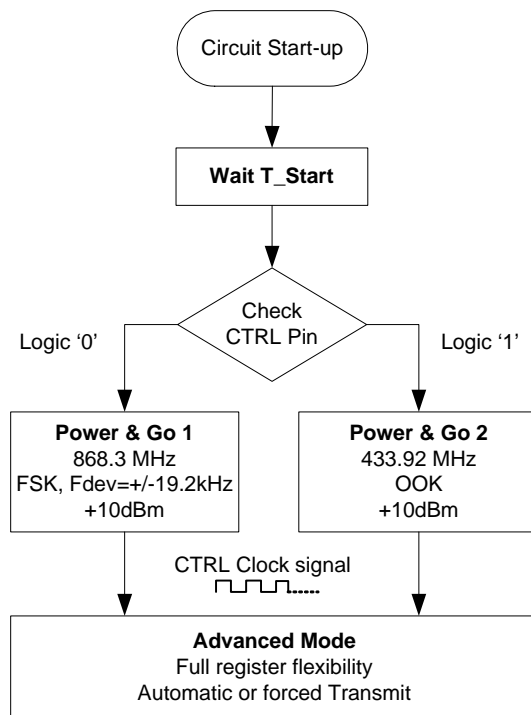 Circuit Start-up
Wait T_Start
Check
CTRL Pin
Logic ‘0’
Logic ‘1’
Power & Go 1
868.3 MHz
FSK, Fdev=+/-19.2kHz
+10dBm
Power & Go 2
433.92 MHz
OOK
+10dBm
CTRL Clock signal
Advanced Mode
Full register flexibility
Automatic or forced Transmit